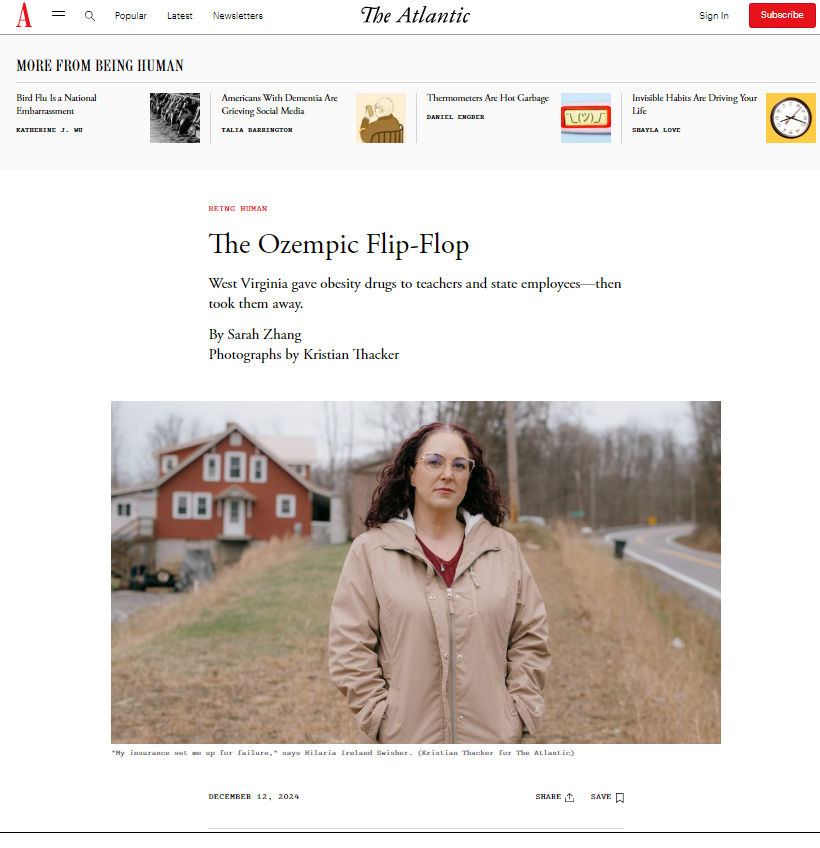 A
Popular
Latest
Newsletters
The Atlantic
Sign In
Subscribe
MORE FROM BEING HUMAN
Bird Flu Is a National
Embarrassment
KATHERINE J. WU
Americans With Dementia Are
Grieving Social Media
TALIA BARRINGTON
Thermometers Are Hot Garbage
DANIEL ENGBER
¯\_(ツ)_/¯
Invisible Habits Are Driving Your
Life
SHAYLA LOVE
BEING HUMAN
The Ozempic Flip-Flop
West Virginia gave obesity drugs to teachers and state employees—then
took them away.
By Sarah Zhang
Photographs by Kristian Thacker
"My insurance set me up for failure," says Hilaria Ireland Swisher. (Kristian Thacker for The Atlantic)
DECEMBER 12, 2024
SHARE
SAVE